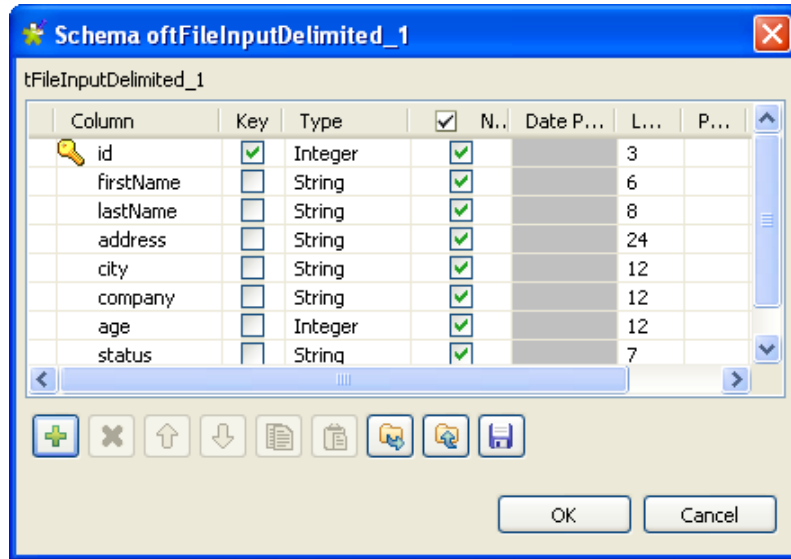 Schema oftFileInputDelimited_1
tFileInputDelimited_1
Column Key Type N.. Date P... L... P...
id Integer 3
firstName String 6
lastName String 8
address String 24
city String 12
company String 12
age Integer 12
status String 7
OK Cancel